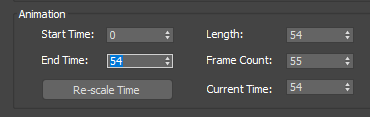 Animation
Start Time: 0 Length: 54
End Time: 54 Frame Count: 55
Re-scale Time Current Time: 54